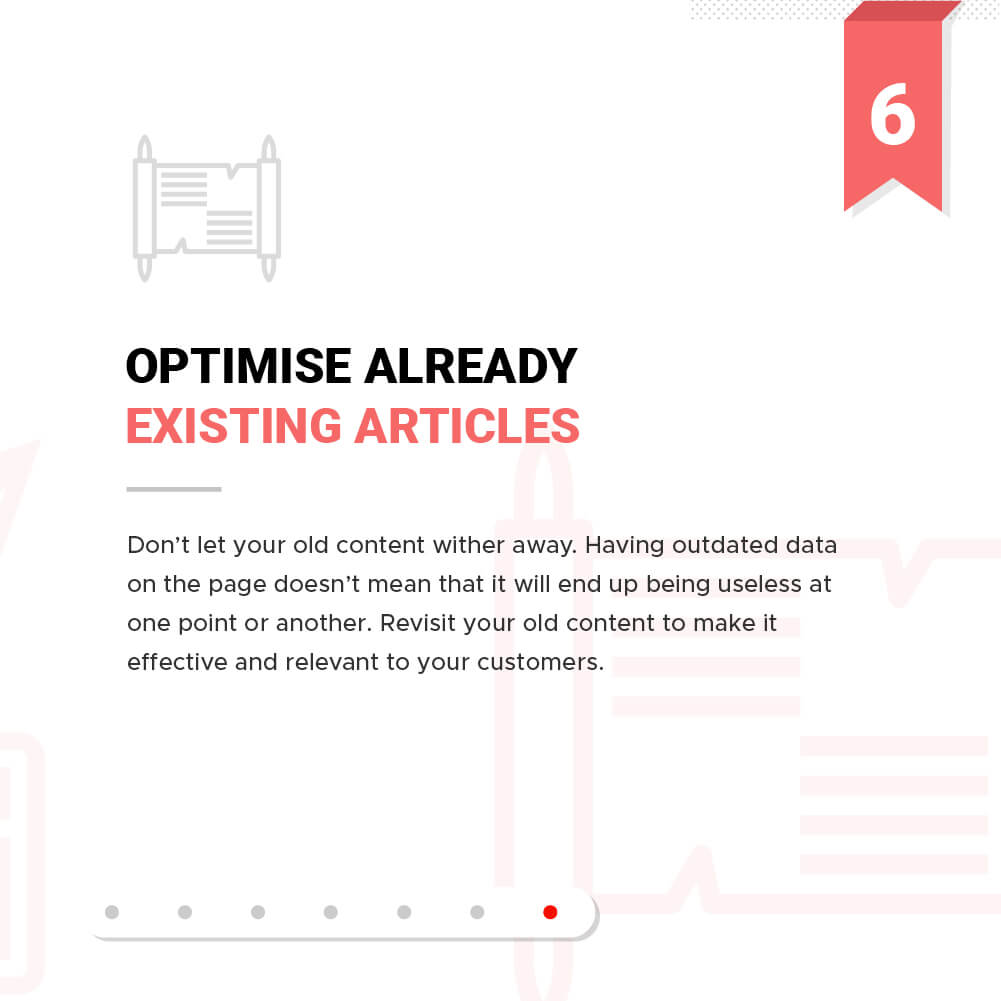 6
OPTIMISE ALREADY
EXISTING ARTICLES
Don’t let your old content wither away. Having outdated data
on the page doesn’t mean that it will end up being useless at
one point or another. Revisit your old content to make it
effective and relevant to your customers.